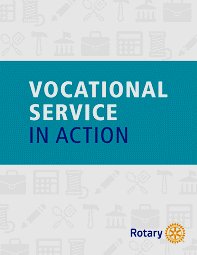 VOCATIONAL
SERVICE
IN ACTION
Rotary